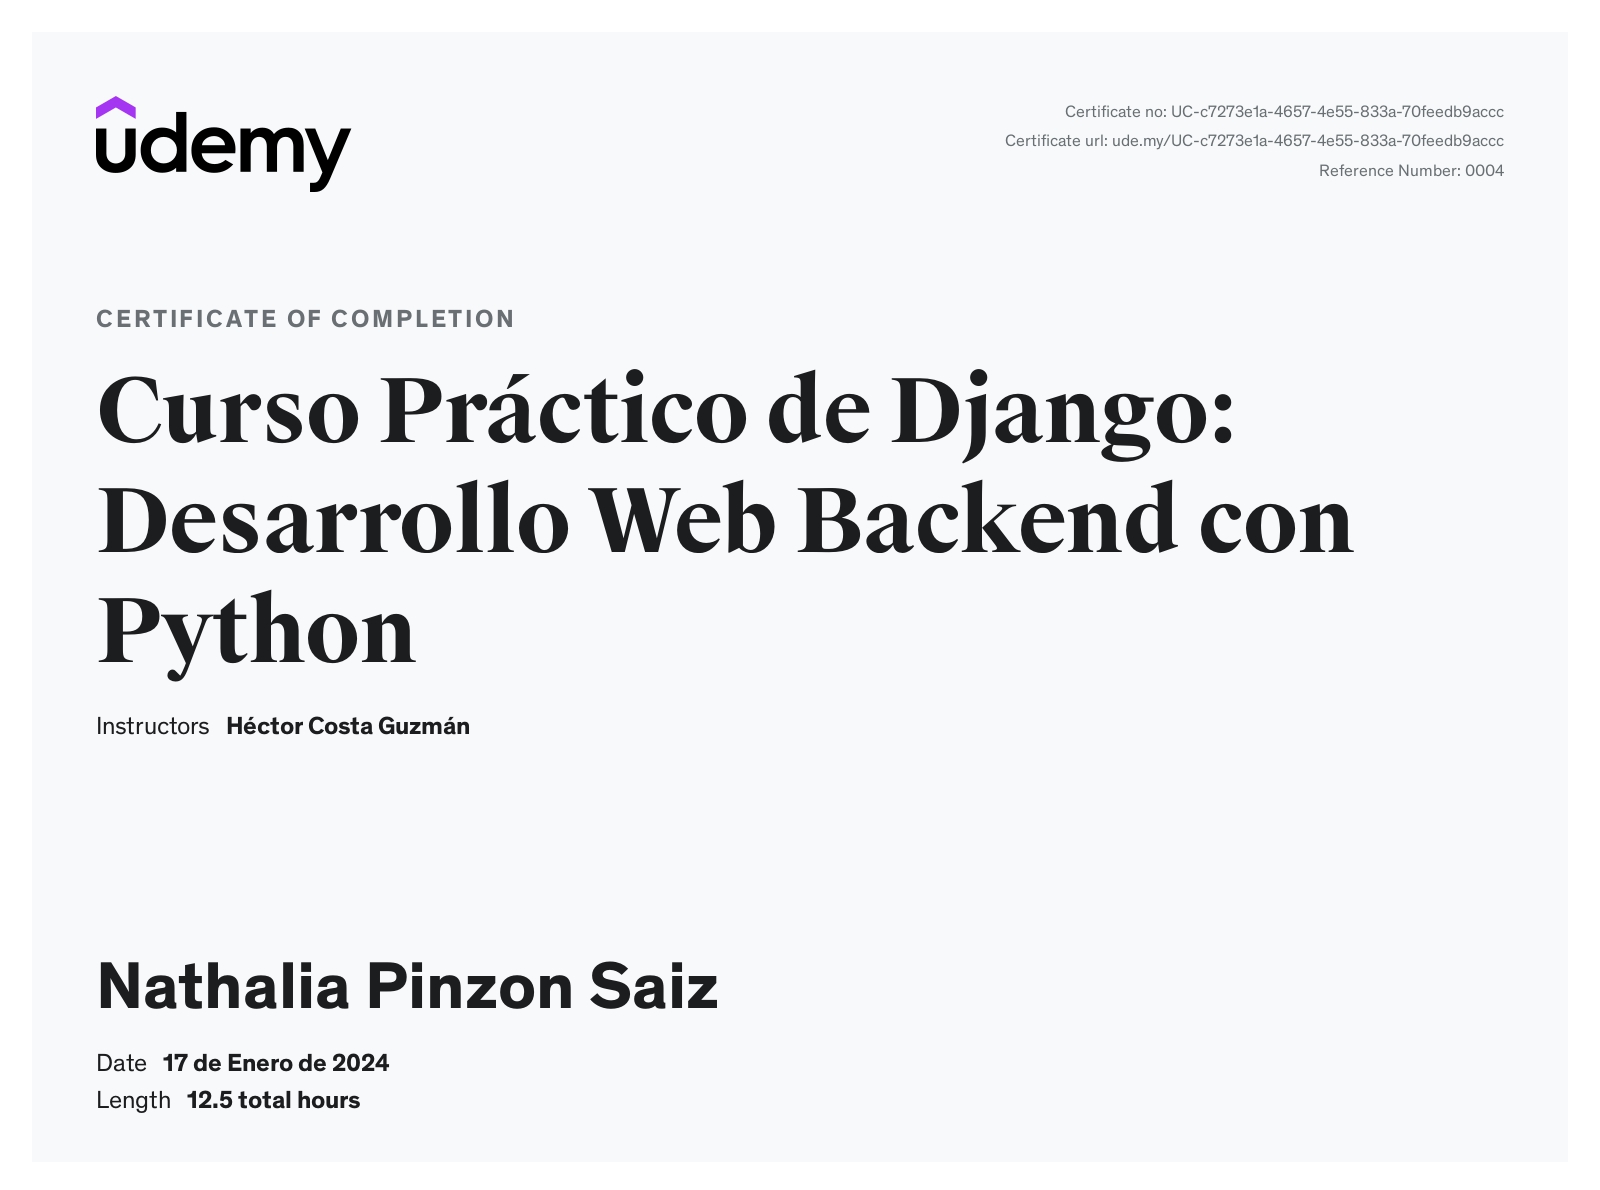 udemy
Certificate no: UC-c7273e1a-4657-4e55-833a-70feedb9accc
Certificate url: ude.my/UC-c7273e1a-4657-4e55-833a-70feedb9accc
Reference Number: 0004
CERTIFICATE OF COMPLETION
Curso Práctico de Django:
Desarrollo Web Backend con
Python
Instructors Héctor Costa Guzmán
Nathalia Pinzon Saiz
Date 17 de Enero de 2024
Length 12.5 total hours